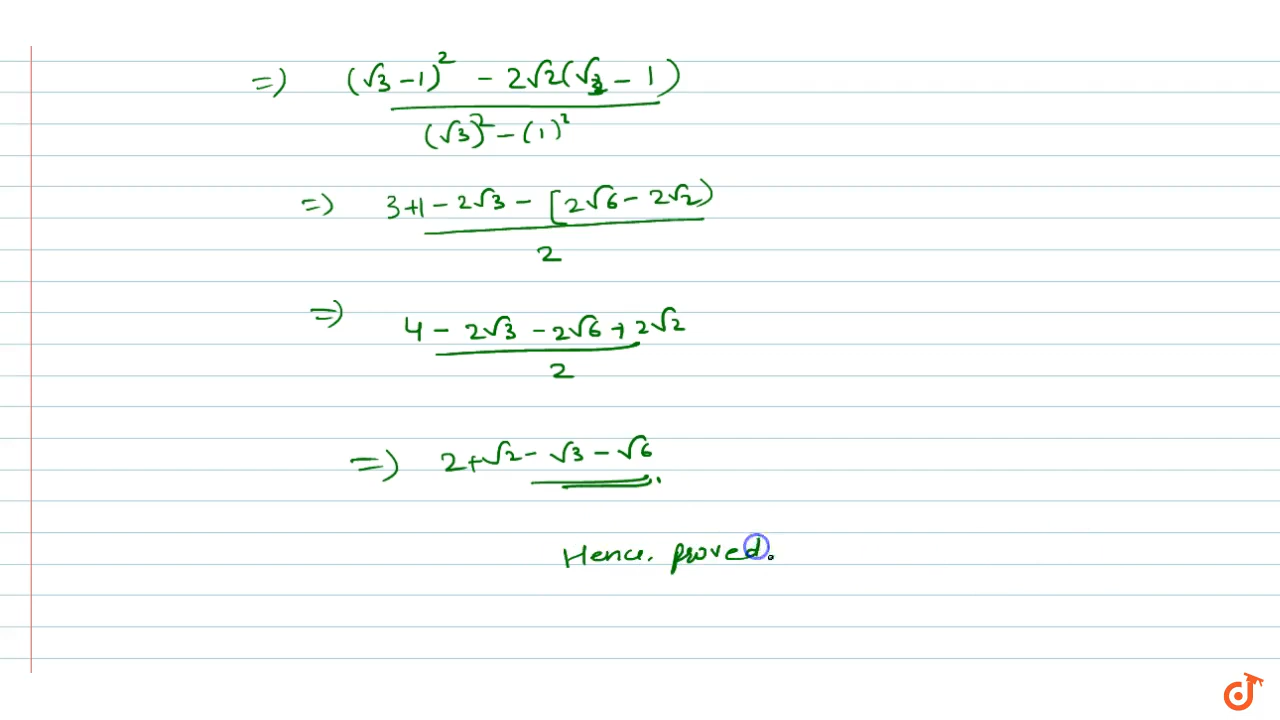 => (√3 - 1)² - 2√2(√3 - 1)
(√3)² - (1)²
=> 3+1 - 2√3 - [2√6 - 2√2)
2
=> 4 - 2√3 - 2√6 + 2√2
2
=> 2+√2 - √3 - √6.
Hence. proved.